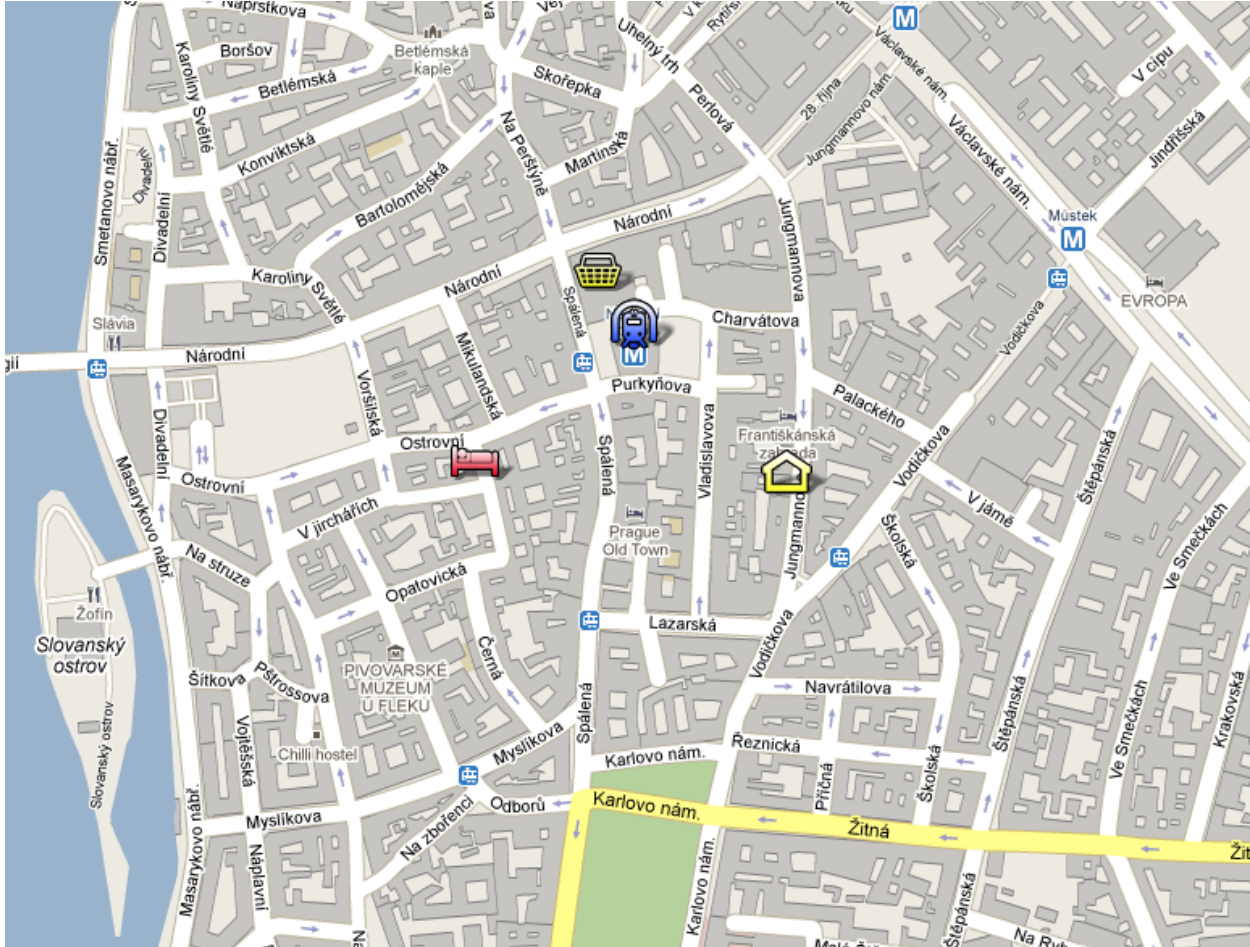 Náprstkova
Boršov
Betlémská
Karoliny Světlé
Betlémská
kaple
Konviktská
Skořepka
Uhelný trh
Perlová
Na Perštýně
Martinská
Bartolomějská
28. října
Jungmannovo nám.
M
Václavské nám.
Václavské nám.
Václavské nám.
V cípu
Jindřišská
Smetanovo nábř.
Divadelní
Divadelní
Národní
Karoliny Světlé
Národní
Spálená
Jungmannova
Můstek
M
EVROPA
Slávia
Národní
Mikulandská
M
Charvátova
Vodičkova
Voršilská
Purkyňova
Palackého
Divadelní
Ostrovní
Ostrovní
Spálená
Vladislavova
Františkánská
zahrada
Vodičkova
Štěpánská
Masarykovo nábř.
V jirchářích
Prague
Old Town
Jungmannova
V jámě
Školská
Ve Smečkách
Na struze
Opatovická
Žofín
Slovanský
ostrov
Lazarská
Vodičkova
Černá
PIVOVARSKÉ
MUZEUM
U FLEKŮ
Šítkova
Pštrossova
Navrátilova
Štěpánská
Ve Smečkách
Krakovská
Vojtěšská
Chilli hostel
Myslíkova
Spálená
Karlovo nám.
Řeznická
Slovanský ostrov
Příčná
Školská
Odborů
Karlovo nám.
Žitná
Masarykovo nábř.
Myslíkova
Na zbořenci
Náplavní
Karlovo nám.
Štěpánská